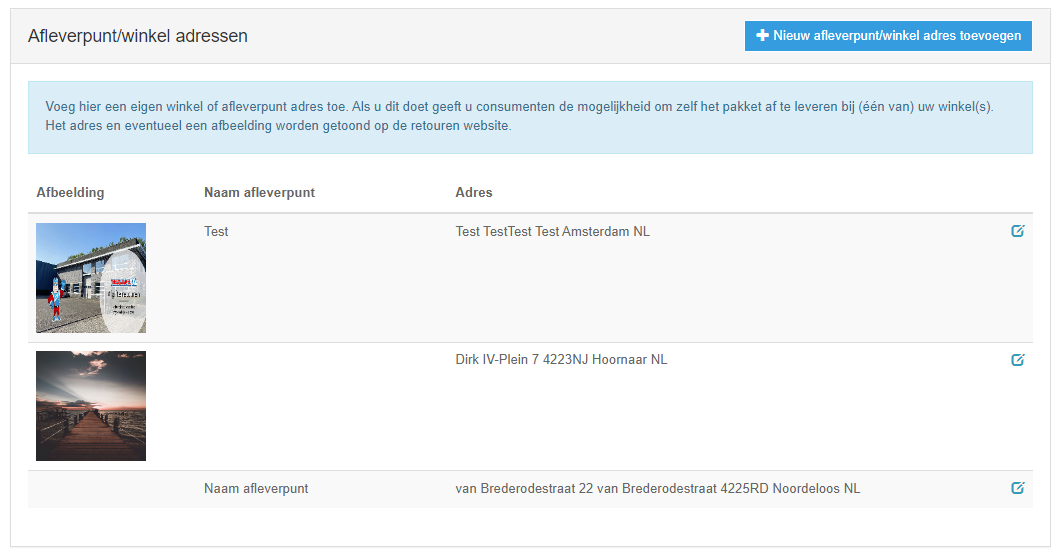 Afleverpunt/winkel adressen
Nieuw afleverpunt/winkel adres toevoegen
Voeg hier een eigen winkel of afleverpunt adres toe. Als u dit doet geeft u consumenten de mogelijkheid om zelf het pakket af te leveren bij (één van) uw winkel(s).
Het adres en eventueel een afbeelding worden getoond op de retouren website.
Afbeelding Naam afleverpunt Adres
Test Test TestTest Test Amsterdam NL
Dirk IV-Plein 7 4223NJ Hoornaar NL
Naam afleverpunt van Brederodestraat 22 van Brederodestraat 4225RD Noordeloos NL